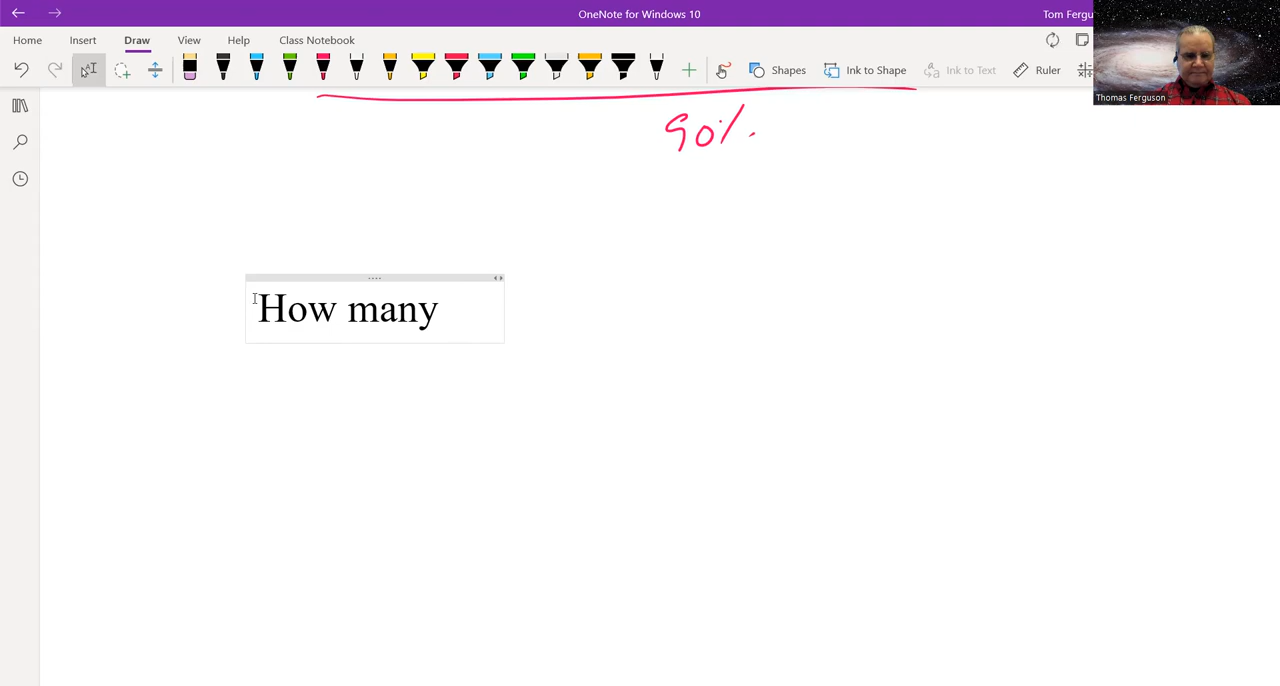 OneNote for Windows 10
Tom Fergu
Home Insert Draw View Help Class Notebook
Shapes Ink to Shape Ink to Text Ruler
Thomas Ferguson
90%.
How many